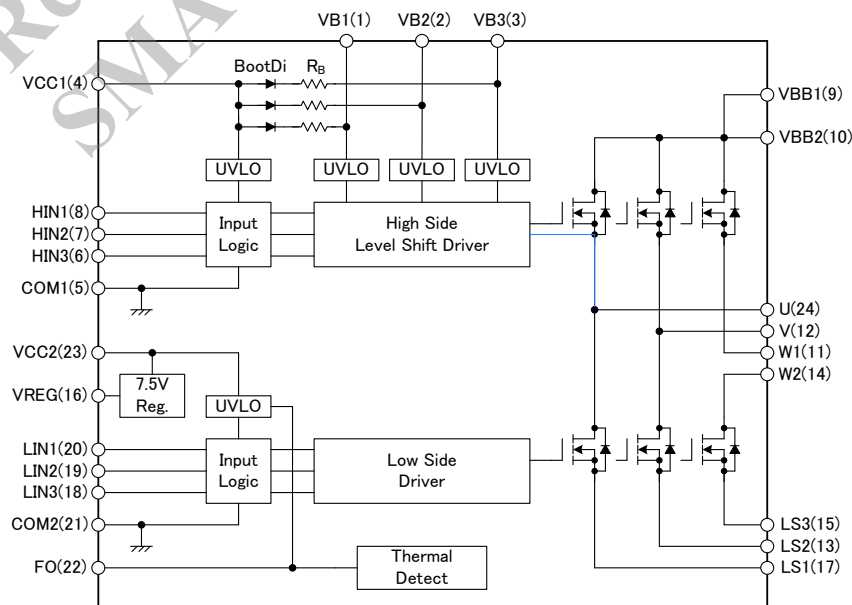 VB1(1) VB2(2) VB3(3)
BootDi RB
VCC1(4)
VBB1(9)
VBB2(10)
UVLO UVLO UVLO UVLO
HIN1(8)
HIN2(7)
HIN3(6)
Input
Logic
High Side
Level Shift Driver
COM1(5)
U(24)
V(12)
W1(11)
W2(14)
VCC2(23)
7.5V
Reg.
VREG(16)
UVLO
LIN1(20)
LIN2(19)
LIN3(18)
Input
Logic
Low Side
Driver
COM2(21)
LS3(15)
LS2(13)
LS1(17)
FO(22)
Thermal
Detect
SMA